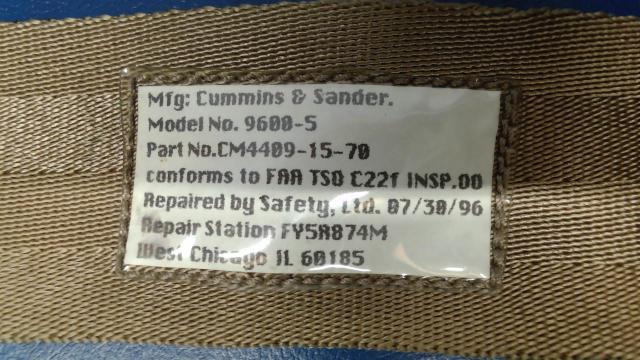 Mfg: Cummins & Sander.
Model No. 9600-5
Part No.CM4409-15-70
conforms to FAA TSO C22f INSP.00
Repaired by Safety, Ltd. 07/30/96
Repair Station FY5R874M
West Chicago IL 60185